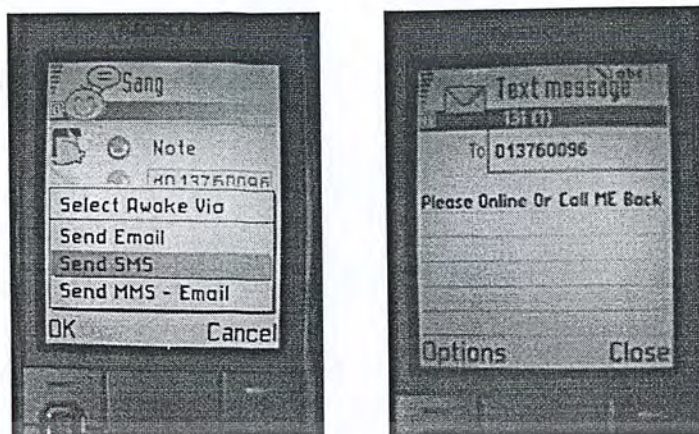 Sang
Note
Select Awake Via
Send Email
Send SMS
Send MMS - Email
OK
Cancel
abc
Text message
To 013760096
Please Online Or Call ME Back
Options
Close